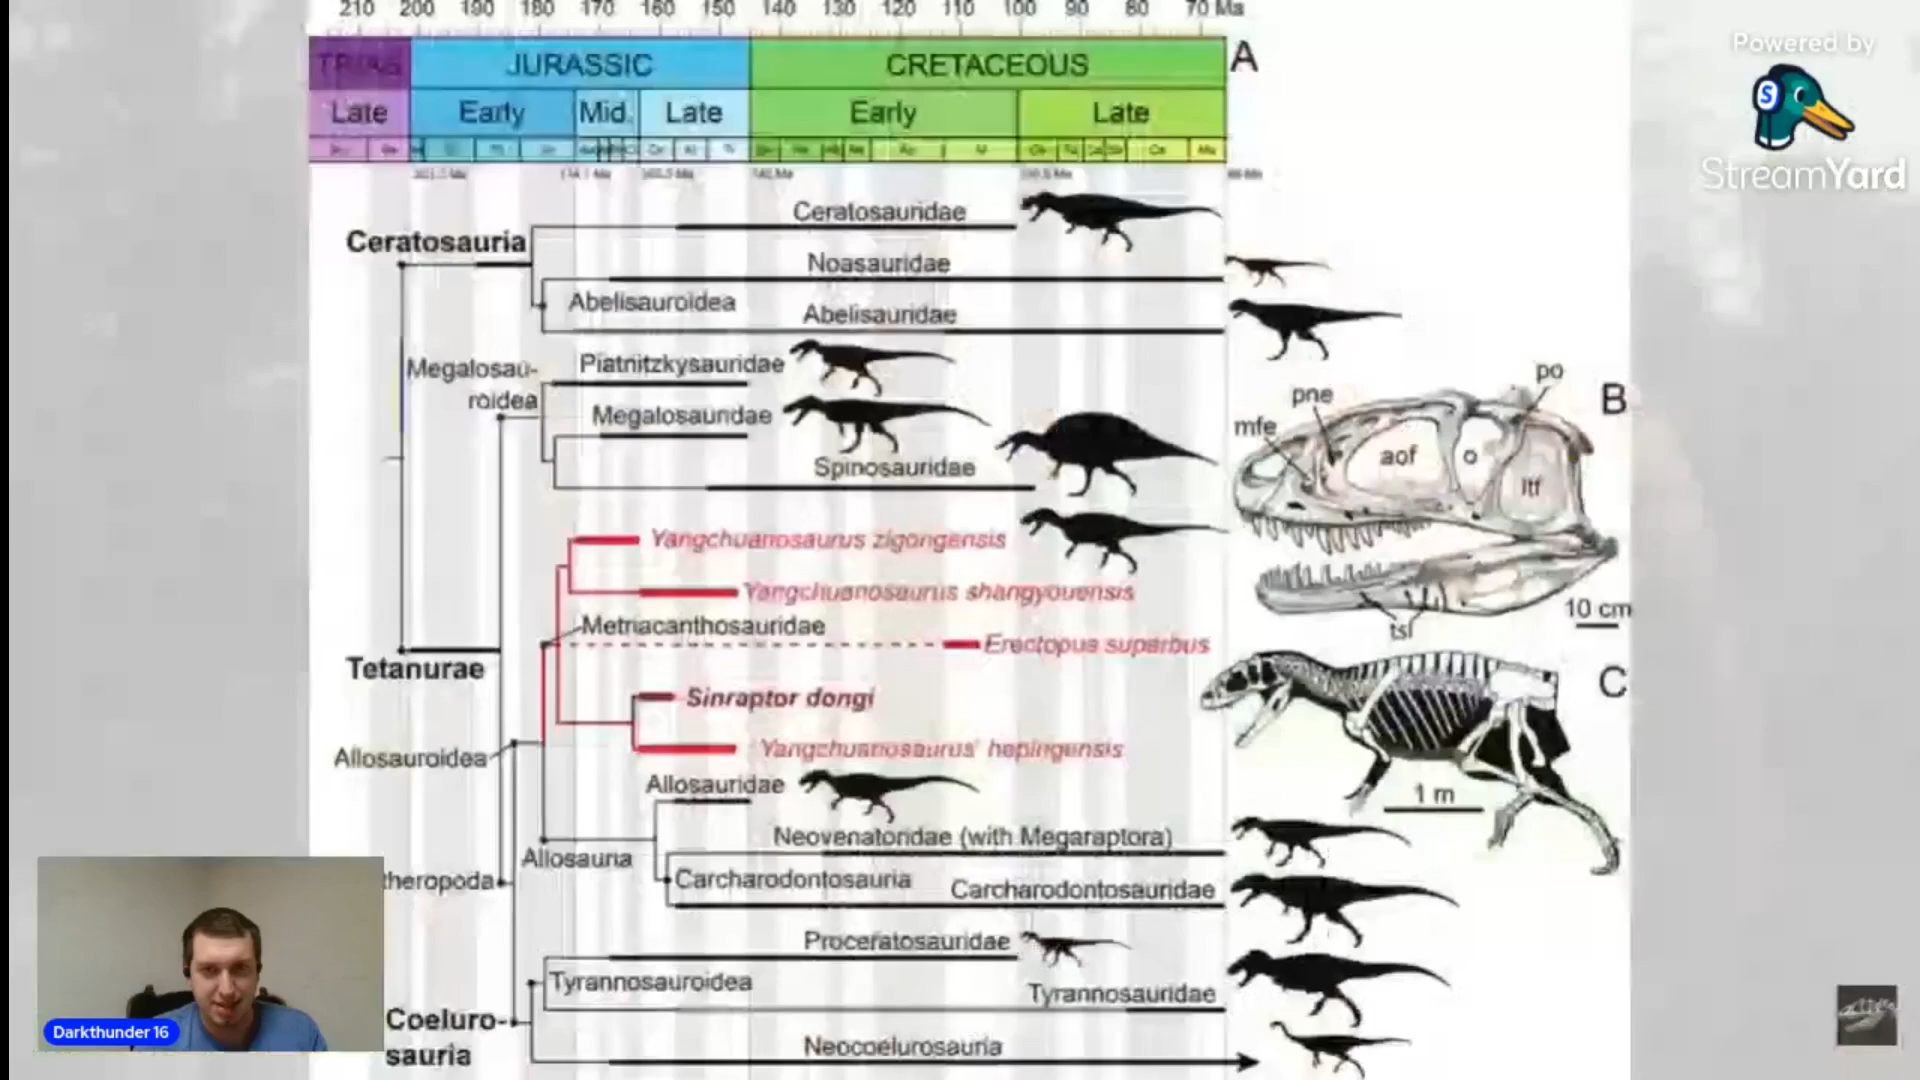 210 200 190 180 170 160 150 140 130 120 110 100 90 80 70 Ma
TRIAS JURASSIC CRETACEOUS
A
Late Early Mid. Late Early Late
Powered by
StreamYard
Ceratosauridae
Ceratosauria
Noasauridae
Abelisauroidea
Abelisauridae
Megalosau-
roidea
Piatnitzkysauridae
Megalosauridae
Spinosauridae
B
pne
po
mfe
aof
o
ltf
tsf
10 cm
Yangchuanosaurus zigongensis
Yangchuanosaurus shangyouensis
Metriacanthosauridae
Erectopus superbus
Tetanurae
Sinraptor dongi
'Yangchuanosaurus' hepingensis
C
1 m
Allosauroidea
Allosauridae
Neovenatoridae (with Megaraptora)
Allosauria
Carcharodontosauria
Carcharodontosauridae
theropoda
Proceratosauridae
Tyrannosauroidea
Tyrannosauridae
Coeluro-
sauria
Neocoelurosauria
Darkthunder 16